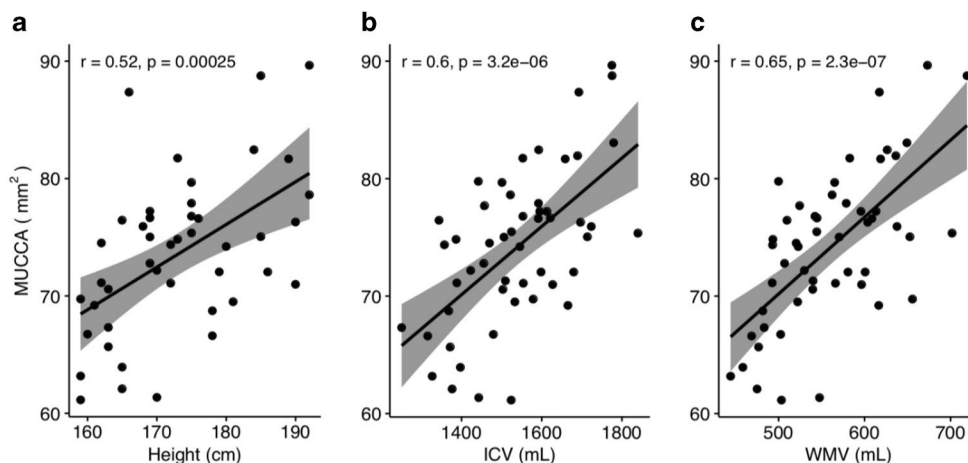 a
b
c
r = 0.52, p = 0.00025
r = 0.6, p = 3.2e−06
r = 0.65, p = 2.3e−07
MUCCA ( mm²)
90
80
70
60
160 170 180 190
Height (cm)
90
80
70
60
1400 1600 1800
ICV (mL)
90
80
70
60
500 600 700
WMV (mL)